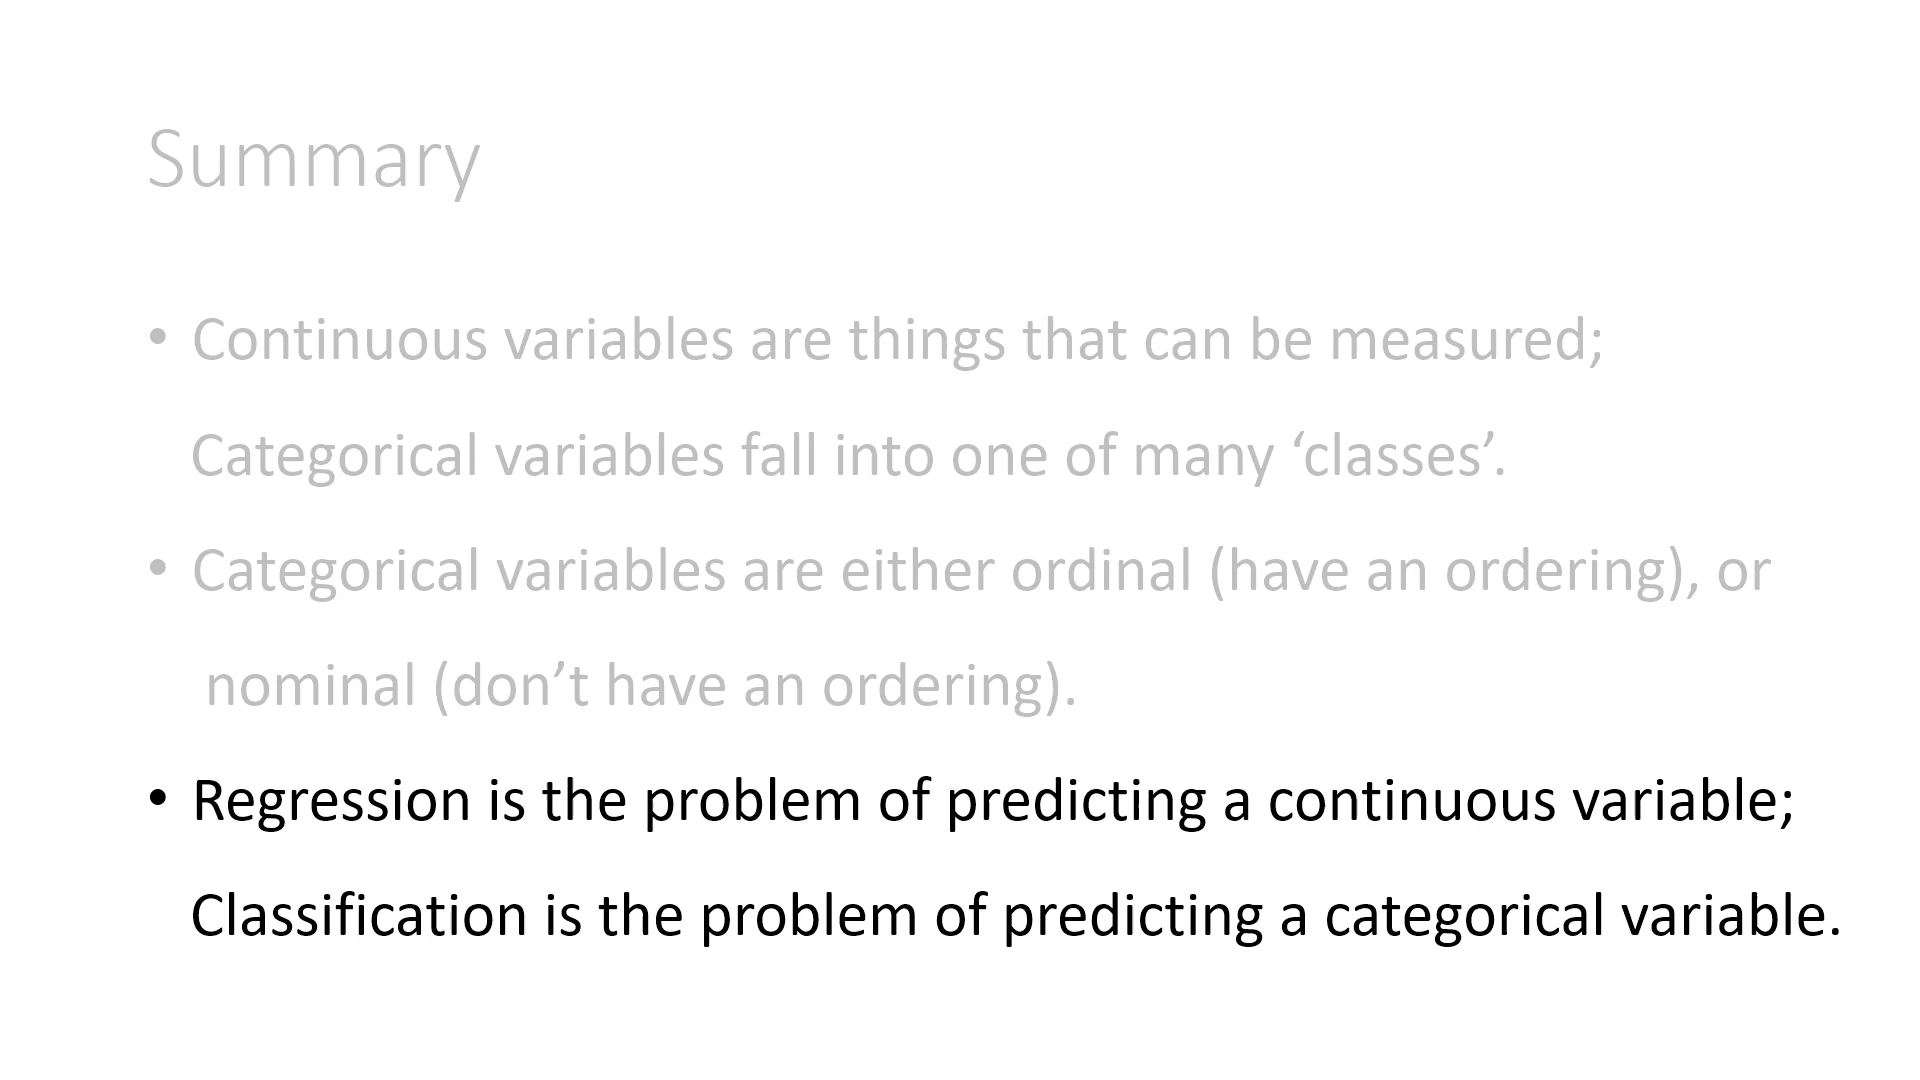 Summary
• Continuous variables are things that can be measured;
Categorical variables fall into one of many ‘classes’.
• Categorical variables are either ordinal (have an ordering), or
nominal (don’t have an ordering).
• Regression is the problem of predicting a continuous variable;
Classification is the problem of predicting a categorical variable.